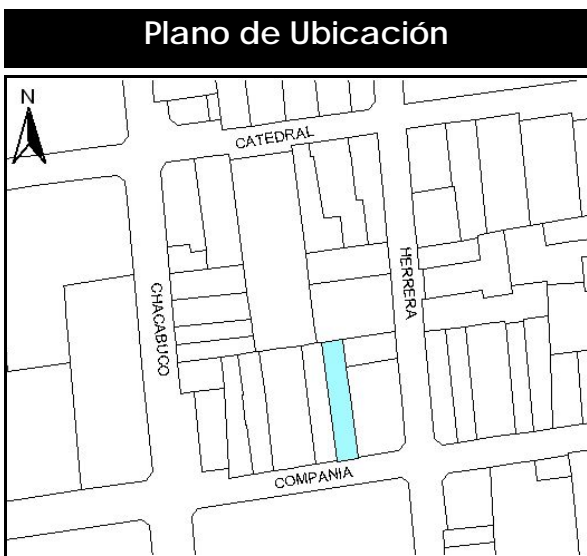 Plano de Ubicación
N
CATEDRAL
HERRERA
CHACABUCO
COMPANIA